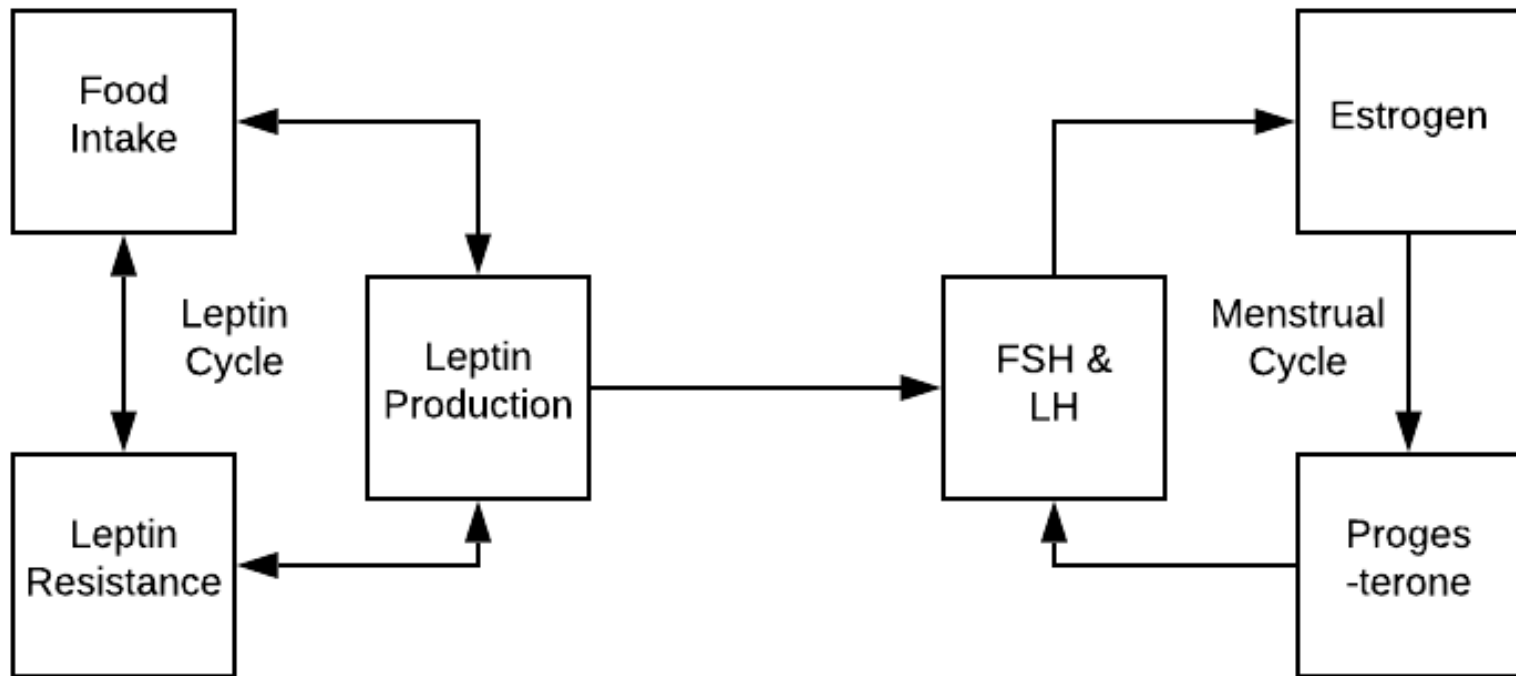 Food
Intake
Leptin
Cycle
Leptin
Production
Leptin
Resistance
FSH &
LH
Estrogen
Menstrual
Cycle
Proges
-terone